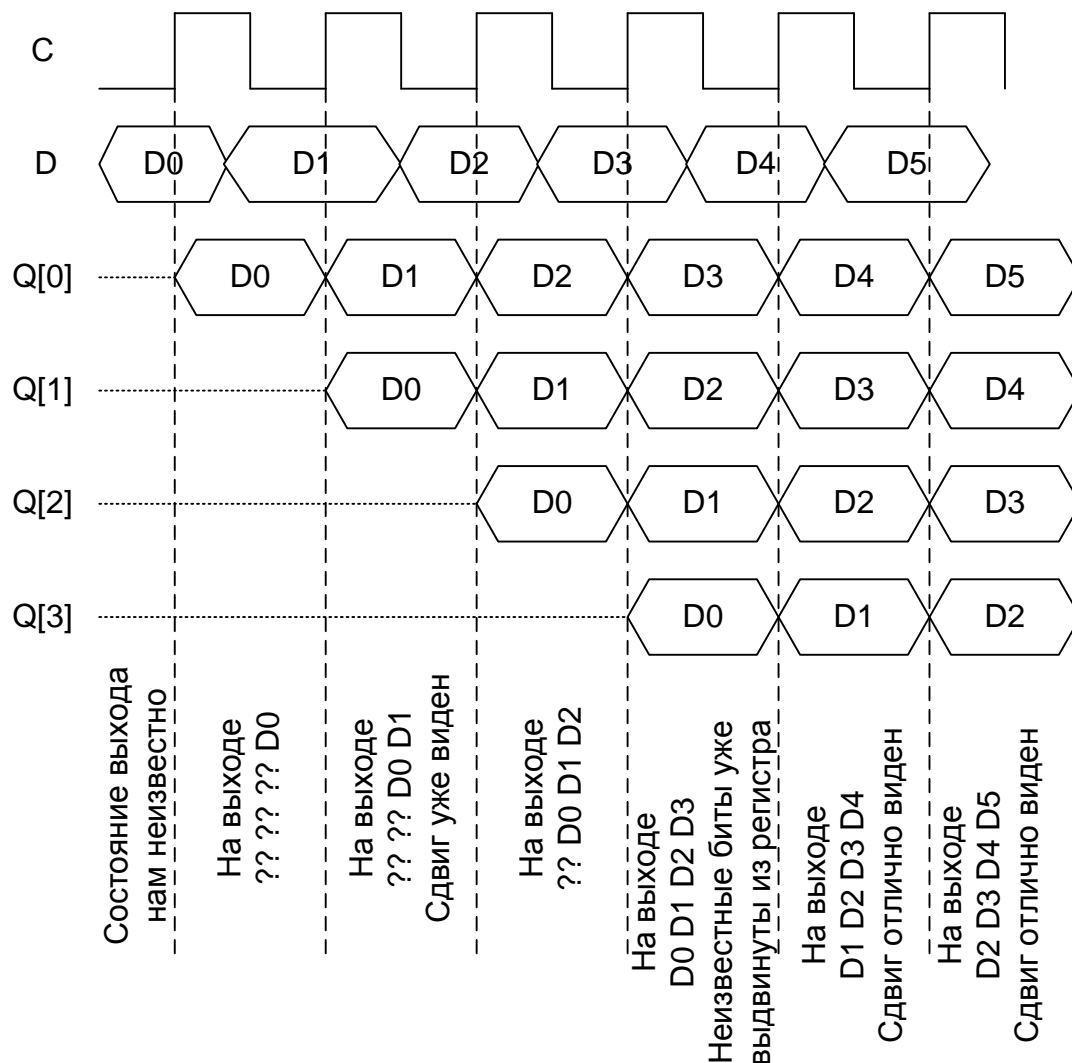 C
D
D0 D1 D2 D3 D4 D5
Q[0]
D0 D1 D2 D3 D4 D5
Q[1]
D0 D1 D2 D3 D4
Q[2]
D0 D1 D2 D3
Q[3]
D0 D1 D2
Состояние выхода
нам неизвестно
На выходе
?? ?? ?? D0
На выходе
?? ?? D0 D1
Сдвиг уже виден
На выходе
?? D0 D1 D2
На выходе
D0 D1 D2 D3
Неизвестные биты уже
выдвинуты из регистра
На выходе
D1 D2 D3 D4
Сдвиг отлично виден
На выходе
D2 D3 D4 D5
Сдвиг отлично виден